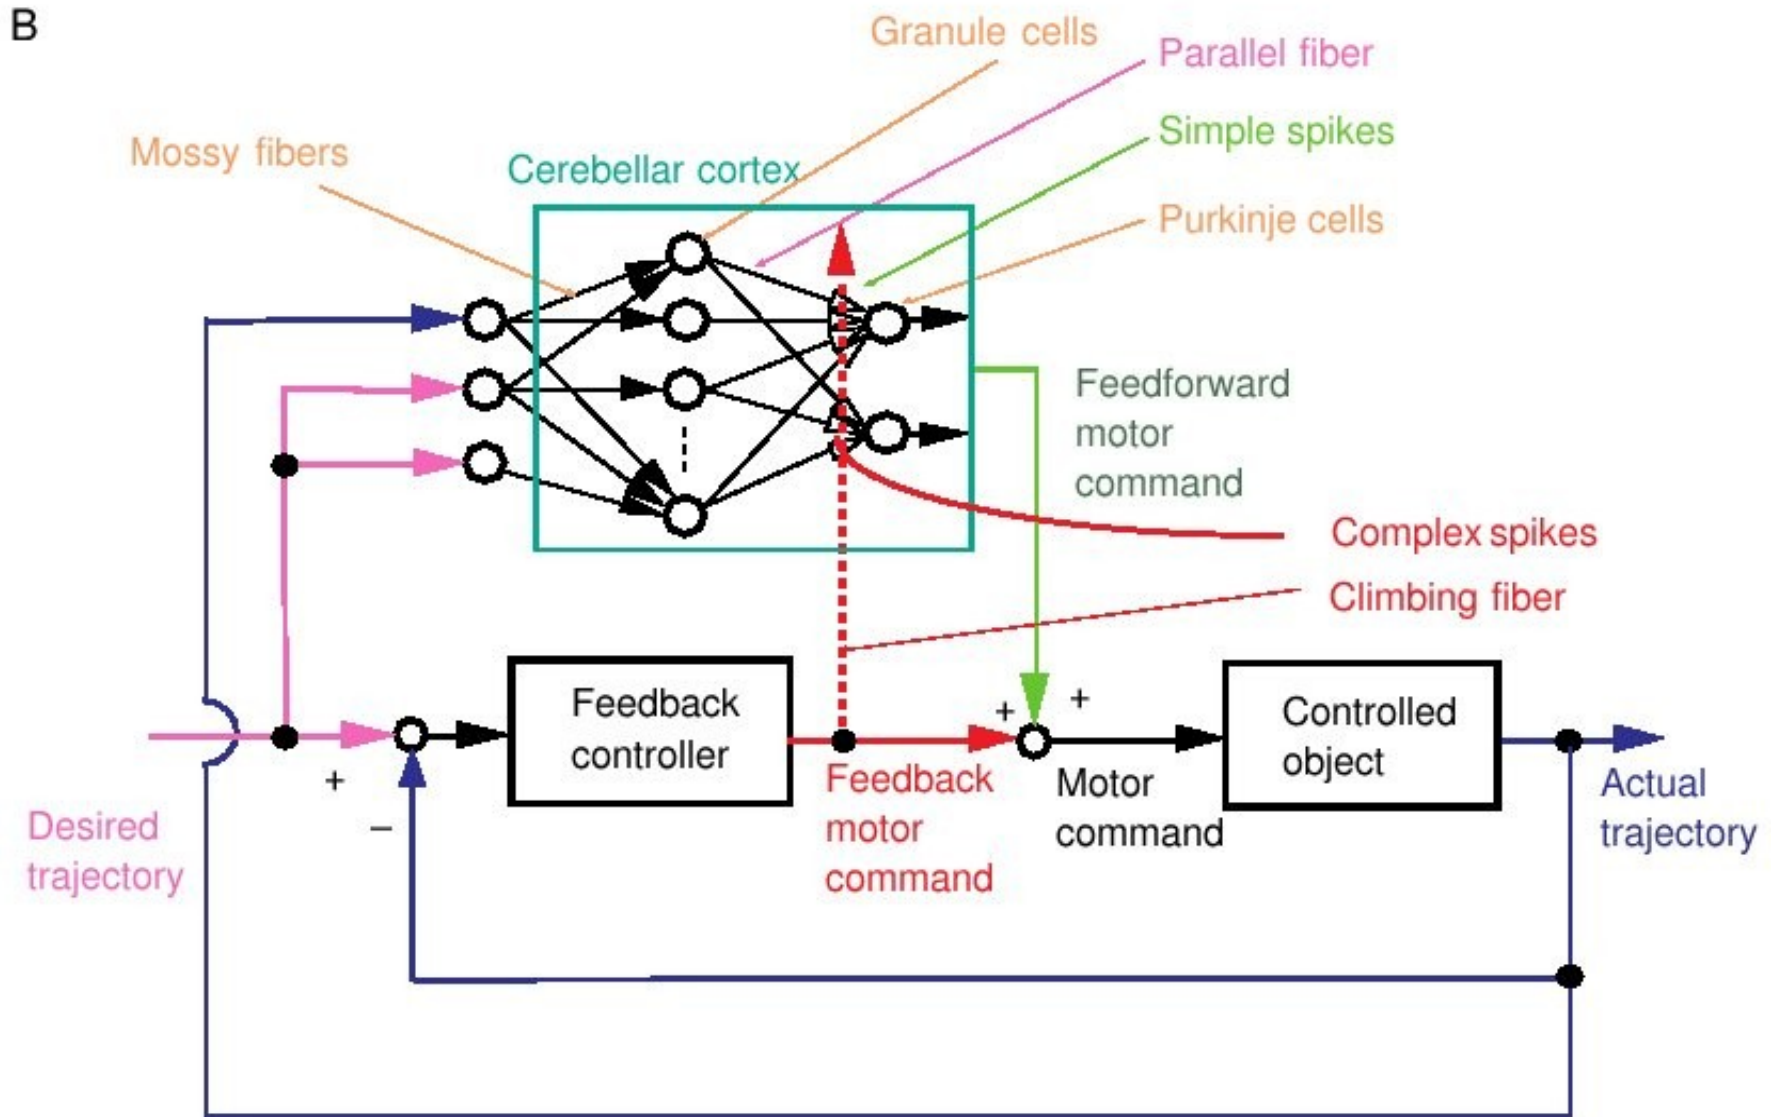 B
Granule cells
Parallel fiber
Simple spikes
Mossy fibers
Cerebellar cortex
Purkinje cells
Feedforward
motor
command
Complex spikes
Climbing fiber
Feedback
controller
+
+
Controlled
object
+
−
Desired
trajectory
Feedback
motor
command
Motor
command
Actual
trajectory